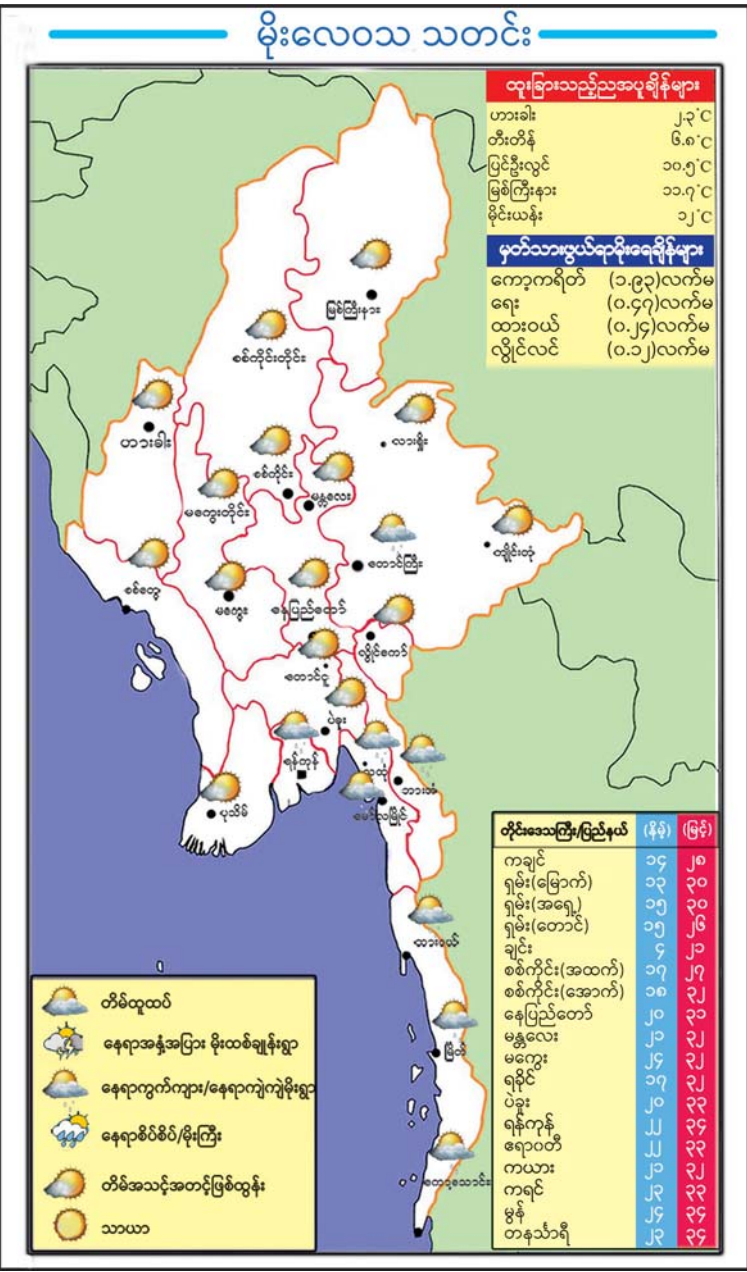 မိုးလေဝသ သတင်း
ထူးခြားသည့်ညအပူချိန်များ
ဟားခါး ၂.၃°C
တီးတိန် ၆.၈°C
ပြင်ဦးလွင် ၁၀.၅°C
မြစ်ကြီးနား ၁၁.၇°C
မိုင်းယန်း ၁၂°C
မှတ်သားဖွယ်ရာမိုးရေချိန်များ
ကော့ကရိတ် (၁.၉၃)လက်မ
ရေး (၀.၄၇)လက်မ
ထားဝယ် (၀.၂၄)လက်မ
လွိုင်လင် (၀.၁၂)လက်မ
မြစ်ကြီးနား
စစ်ကိုင်းတိုင်း
ဟားခါး
လားရှိုး
စစ်ကိုင်း
မန္တလေး
မကွေးတိုင်း
ကျိုင်းတုံ
တောင်ကြီး
စစ်တွေ
မကွေး
နေပြည်တော်
လွိုင်ကော်
တောင်ငူ
ပဲခူး
ရန်ကုန်
သထုံ
ဘားအံ
ပုသိမ်
မော်လမြိုင်
ထားဝယ်
မြိတ်
ကော့သောင်း
တိုင်းဒေသကြီး/ပြည်နယ် (နိမ့်) (မြင့်)
ကချင် ၁၄ ၂၈
ရှမ်း(မြောက်) ၁၃ ၃၀
ရှမ်း(အရှေ့) ၁၅ ၃၀
ရှမ်း(တောင်) ၁၅ ၂၆
ချင်း ၄ ၂၁
စစ်ကိုင်း(အထက်) ၁၇ ၂၇
စစ်ကိုင်း(အောက်) ၁၈ ၃၂
နေပြည်တော် ၂၀ ၃၁
မန္တလေး ၂၁ ၃၂
မကွေး ၂၄ ၃၂
ရခိုင် ၁၇ ၃၂
ပဲခူး ၂၀ ၃၃
ရန်ကုန် ၂၂ ၃၄
ဧရာဝတီ ၂၂ ၃၃
ကယား ၂၁ ၃၂
ကရင် ၂၃ ၃၃
မွန် ၂၄ ၃၄
တနင်္သာရီ ၂၃ ၃၄
တိမ်ထူထပ်
နေရာအနှံ့အပြား မိုးထစ်ချုန်းရွာ
နေရာကွက်ကျား/နေရာကျဲကျဲမိုးရွာ
နေရာစိပ်စိပ်/မိုးကြီး
တိမ်အသင့်အတင့်ဖြစ်ထွန်း
သာယာ